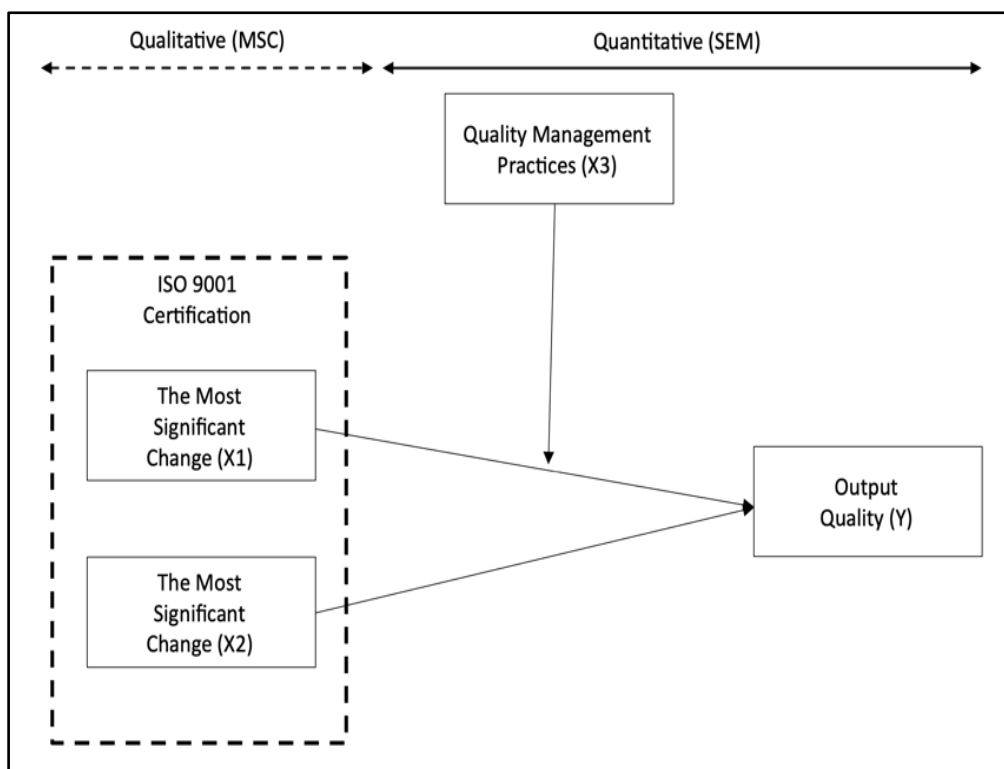 Qualitative (MSC)
Quantitative (SEM)
Quality Management
Practices (X3)
ISO 9001
Certification
The Most
Significant
Change (X1)
Output
Quality (Y)
The Most
Significant
Change (X2)